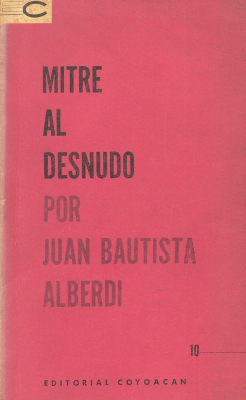 C
MITRE
AL
DESNUDO
POR
JUAN BAUTISTA
ALBERDI
10
EDITORIAL COYOACAN